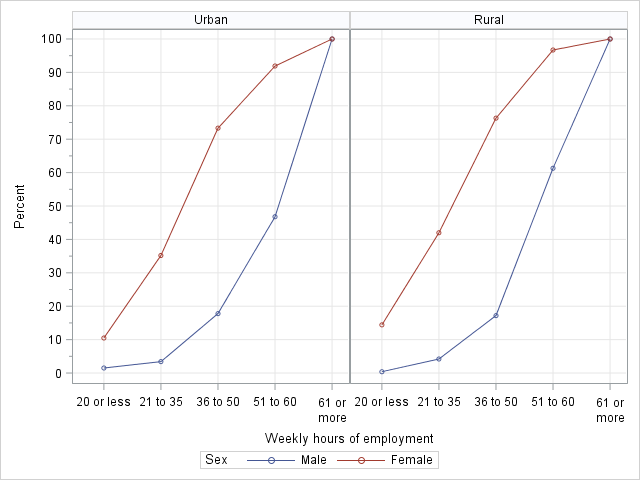 Urban Rural
100
90
80
70
60
50
40
30
20
10
0
Percent
20 or less 21 to 35 36 to 50 51 to 60 61 or more 20 or less 21 to 35 36 to 50 51 to 60 61 or more
Weekly hours of employment
Sex Male Female